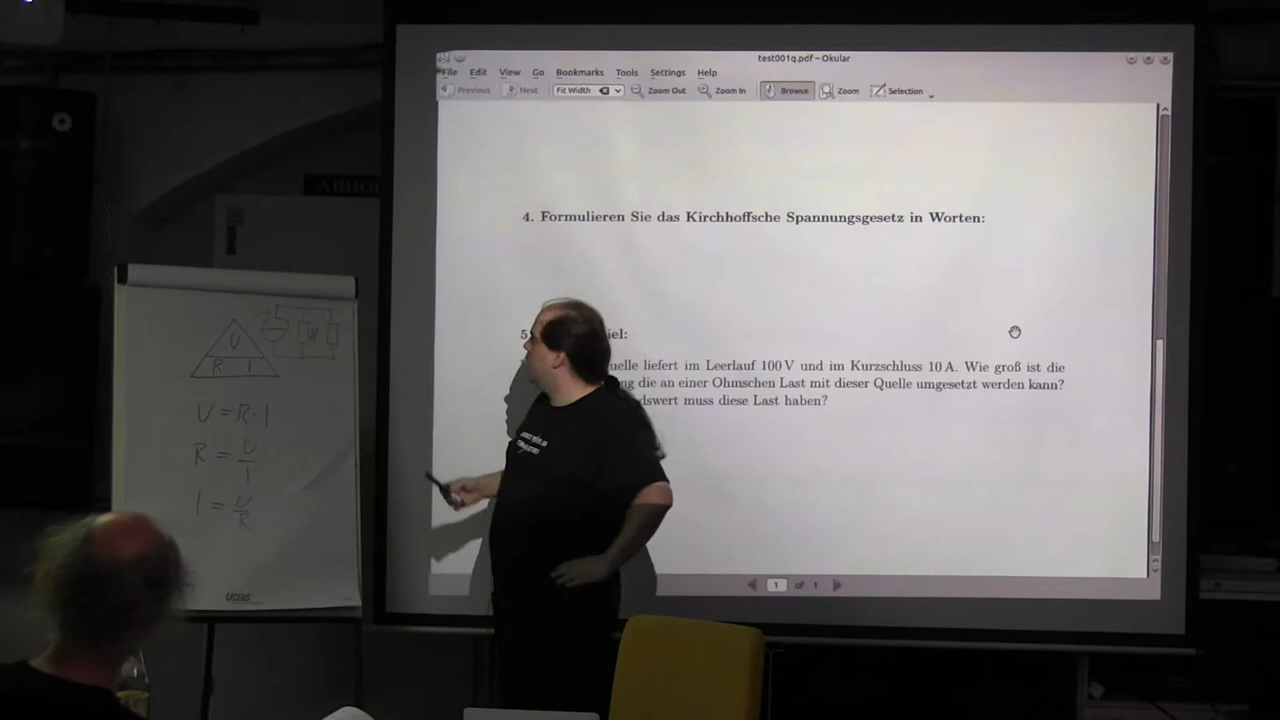 test001q.pdf – Okular
File Edit View Go Bookmarks Tools Settings Help
Previous Next Fit Width Zoom Out Zoom In Browse Zoom Selection
4. Formulieren Sie das Kirchhoffsche Spannungsgesetz in Worten:
5 iel:
uelle liefert im Leerlauf 100 V und im Kurzschluss 10 A. Wie groß ist die
ng die an einer Ohmschen Last mit dieser Quelle umgesetzt werden kann?
dswert muss diese Last haben?
1 of 1
U
R I
U = R · I
R = U
I
I = U
R